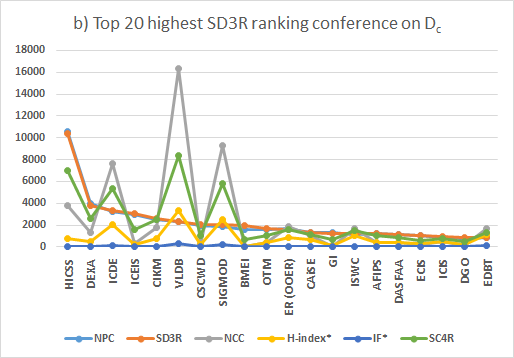 b) Top 20 highest SD3R ranking conference on Dc
18000
16000
14000
12000
10000
8000
6000
4000
2000
0
HICSS
DEXA
ICDE
ICEIS
CIKM
VLDB
CSCWD
SIGMOD
BMEI
OTM
ER (OOER)
CAiSE
GI
ISWC
AFIPS
DASFAA
ECIS
ICIS
DGO
EDBT
NPC SD3R NCC H-index* IF* SC4R